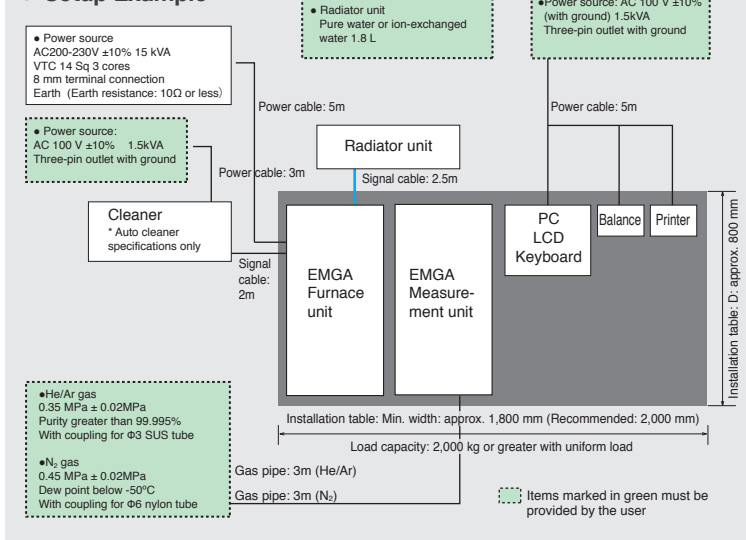 Setup Example
● Radiator unit
Pure water or ion-exchanged
water 1.8 L
●Power source: AC 100 V ±10%
(with ground) 1.5kVA
Three-pin outlet with ground
● Power source
AC200-230V ±10% 15 kVA
VTC 14 Sq 3 cores
8 mm terminal connection
Earth (Earth resistance: 10Ω or less)
Power cable: 5m
Power cable: 5m
● Power source:
AC 100 V ±10% 1.5kVA
Three-pin outlet with ground
Radiator unit
Power cable: 3m
Signal cable: 2.5m
Cleaner
* Auto cleaner
specifications only
Signal
cable:
2m
EMGA
Furnace
unit
EMGA
Measure-
ment unit
PC
LCD
Keyboard
Balance
Printer
Installation table: D: approx. 800 mm
●He/Ar gas
0.35 MPa ± 0.02MPa
Purity greater than 99.995%
With coupling for Φ3 SUS tube
●N₂ gas
0.45 MPa ± 0.02MPa
Dew point below -50ºC
With coupling for Φ6 nylon tube
Installation table: Min. width: approx. 1,800 mm (Recommended: 2,000 mm)
Load capacity: 2,000 kg or greater with uniform load
Gas pipe: 3m (He/Ar)
Gas pipe: 3m (N₂)
Items marked in green must be
provided by the user